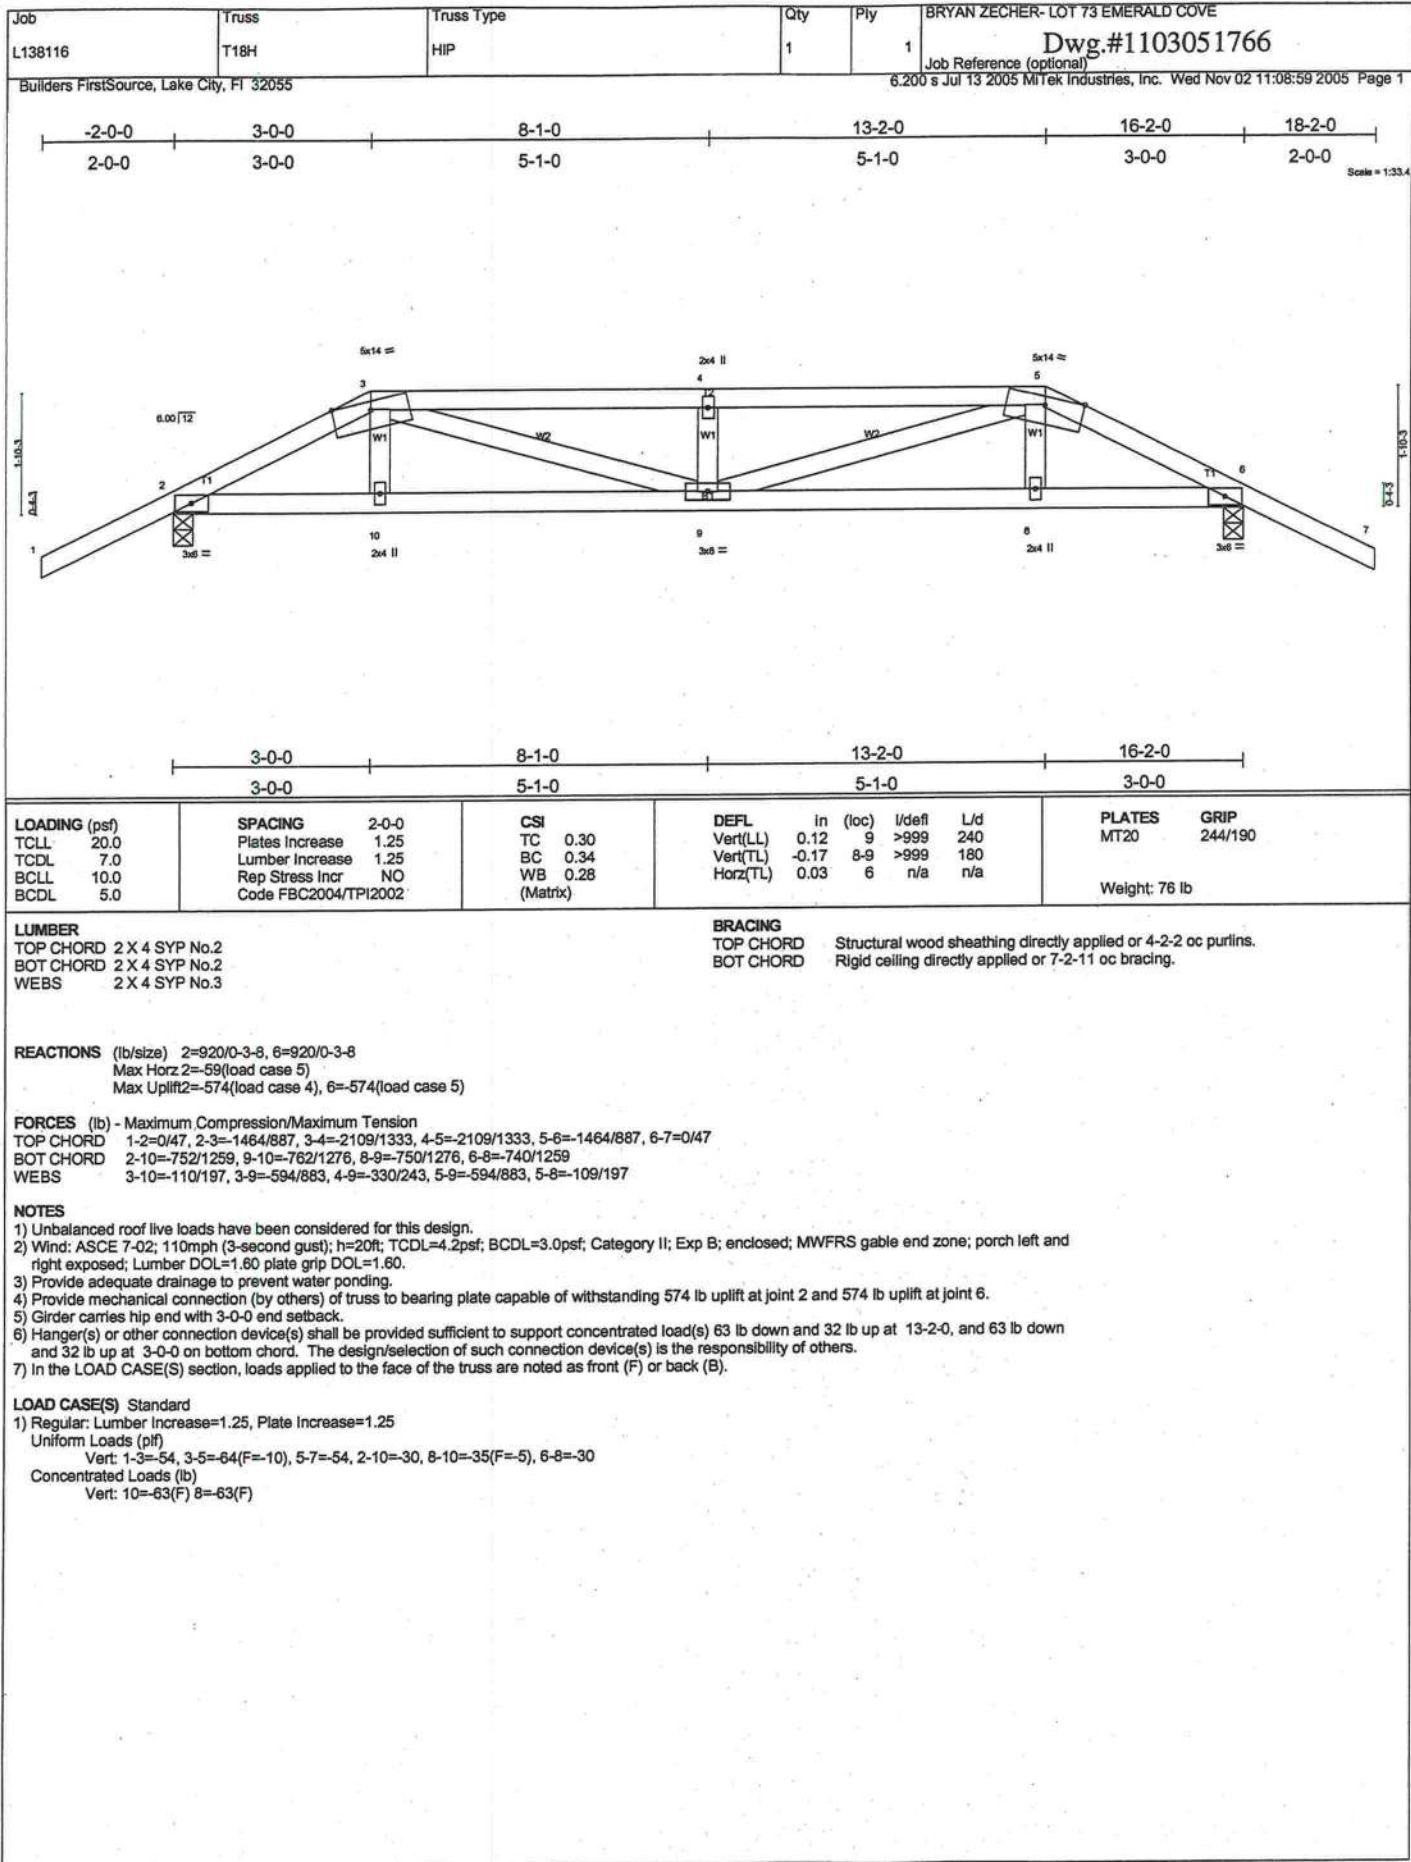 Job Truss Truss Type Qty Ply BRYAN ZECHER- LOT 73 EMERALD COVE
L138116 T18H HIP 1 1 Dwg.#1103051766
Job Reference (optional)
Builders FirstSource, Lake City, Fl 32055 6.200 s Jul 13 2005 MiTek Industries, Inc. Wed Nov 02 11:08:59 2005 Page 1
-2-0-0 3-0-0 8-1-0 13-2-0 16-2-0 18-2-0
2-0-0 3-0-0 5-1-0 5-1-0 3-0-0 2-0-0
Scale = 1:33.4
5x14 = 2x4 II 5x14 =
3 4 5
6.00 12
W1 W2 W1 W2 W1
1-10-3 0-4-3 1-10-3 0-4-3
2 T1 T1 6
B1
1 10 9 8 7
3x6 = 2x4 II 3x8 = 2x4 II 3x6 =
3-0-0 8-1-0 13-2-0 16-2-0
3-0-0 5-1-0 5-1-0 3-0-0
LOADING (psf) SPACING 2-0-0 CSI DEFL in (loc) l/defl L/d PLATES GRIP
TCLL 20.0 Plates Increase 1.25 TC 0.30 Vert(LL) 0.12 9 >999 240 MT20 244/190
TCDL 7.0 Lumber Increase 1.25 BC 0.34 Vert(TL) -0.17 8-9 >999 180
BCLL 10.0 Rep Stress Incr NO WB 0.28 Horz(TL) 0.03 6 n/a n/a
BCDL 5.0 Code FBC2004/TPI2002 (Matrix) Weight: 76 lb
LUMBER
TOP CHORD 2 X 4 SYP No.2
BOT CHORD 2 X 4 SYP No.2
WEBS 2 X 4 SYP No.3
BRACING
TOP CHORD Structural wood sheathing directly applied or 4-2-2 oc purlins.
BOT CHORD Rigid ceiling directly applied or 7-2-11 oc bracing.
REACTIONS (lb/size) 2=920/0-3-8, 6=920/0-3-8
Max Horz 2=-59(load case 5)
Max Uplift2=-574(load case 4), 6=-574(load case 5)
FORCES (lb) - Maximum Compression/Maximum Tension
TOP CHORD 1-2=0/47, 2-3=-1464/887, 3-4=-2109/1333, 4-5=-2109/1333, 5-6=-1464/887, 6-7=0/47
BOT CHORD 2-10=-752/1259, 9-10=-762/1276, 8-9=-750/1276, 6-8=-740/1259
WEBS 3-10=-110/197, 3-9=-594/883, 4-9=-330/243, 5-9=-594/883, 5-8=-109/197
NOTES
1) Unbalanced roof live loads have been considered for this design.
2) Wind: ASCE 7-02; 110mph (3-second gust); h=20ft; TCDL=4.2psf; BCDL=3.0psf; Category II; Exp B; enclosed; MWFRS gable end zone; porch left and
right exposed; Lumber DOL=1.60 plate grip DOL=1.60.
3) Provide adequate drainage to prevent water ponding.
4) Provide mechanical connection (by others) of truss to bearing plate capable of withstanding 574 lb uplift at joint 2 and 574 lb uplift at joint 6.
5) Girder carries hip end with 3-0-0 end setback.
6) Hanger(s) or other connection device(s) shall be provided sufficient to support concentrated load(s) 63 lb down and 32 lb up at 13-2-0, and 63 lb down
and 32 lb up at 3-0-0 on bottom chord. The design/selection of such connection device(s) is the responsibility of others.
7) In the LOAD CASE(S) section, loads applied to the face of the truss are noted as front (F) or back (B).
LOAD CASE(S) Standard
1) Regular: Lumber Increase=1.25, Plate Increase=1.25
Uniform Loads (plf)
Vert: 1-3=-54, 3-5=-64(F=-10), 5-7=-54, 2-10=-30, 8-10=-35(F=-5), 6-8=-30
Concentrated Loads (lb)
Vert: 10=-63(F) 8=-63(F)